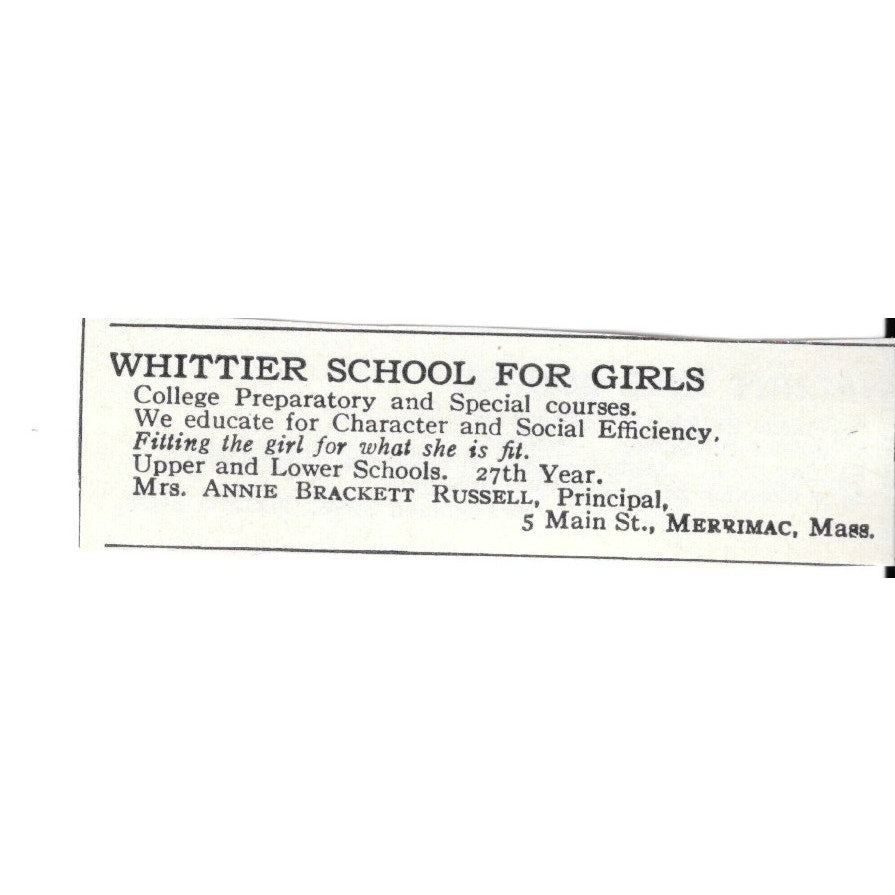 WHITTIER SCHOOL FOR GIRLS
College Preparatory and Special courses.
We educate for Character and Social Efficiency.
Fitting the girl for what she is fit.
Upper and Lower Schools. 27th Year.
Mrs. ANNIE BRACKETT RUSSELL, Principal,
5 Main St., MERRIMAC, Mass.